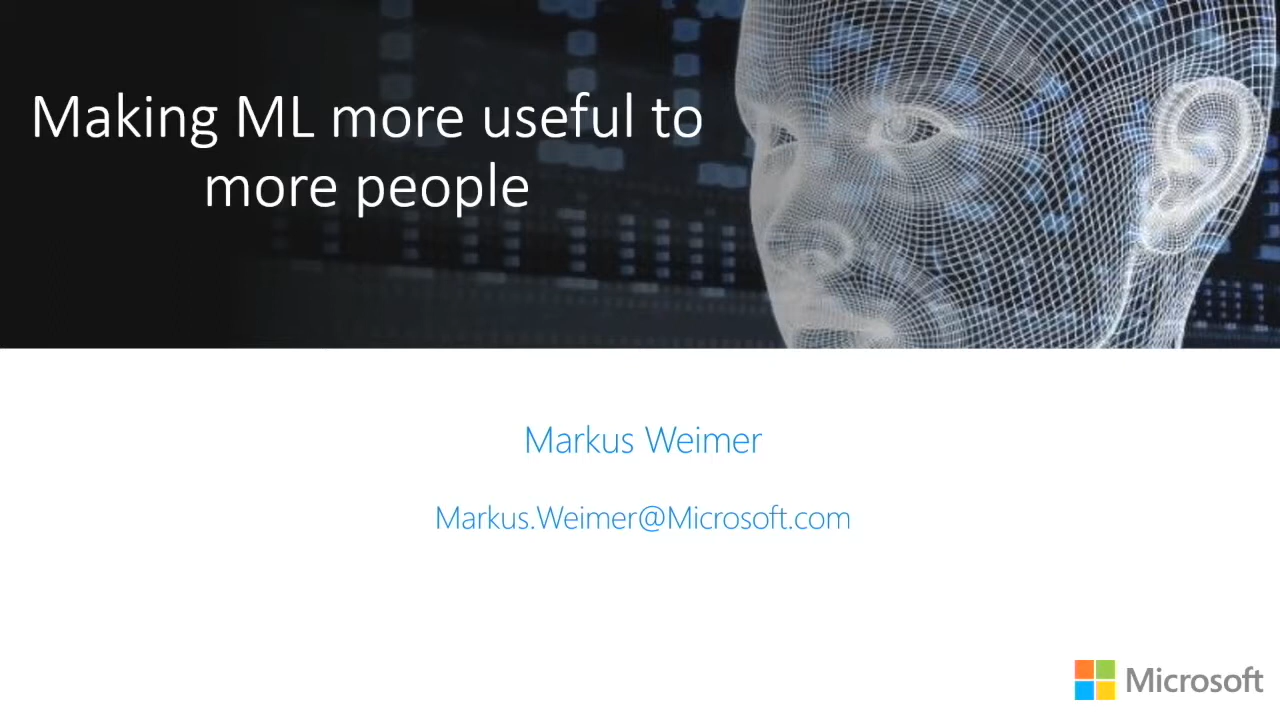 Making ML more useful to
more people
Markus Weimer
Markus.Weimer@Microsoft.com
Microsoft